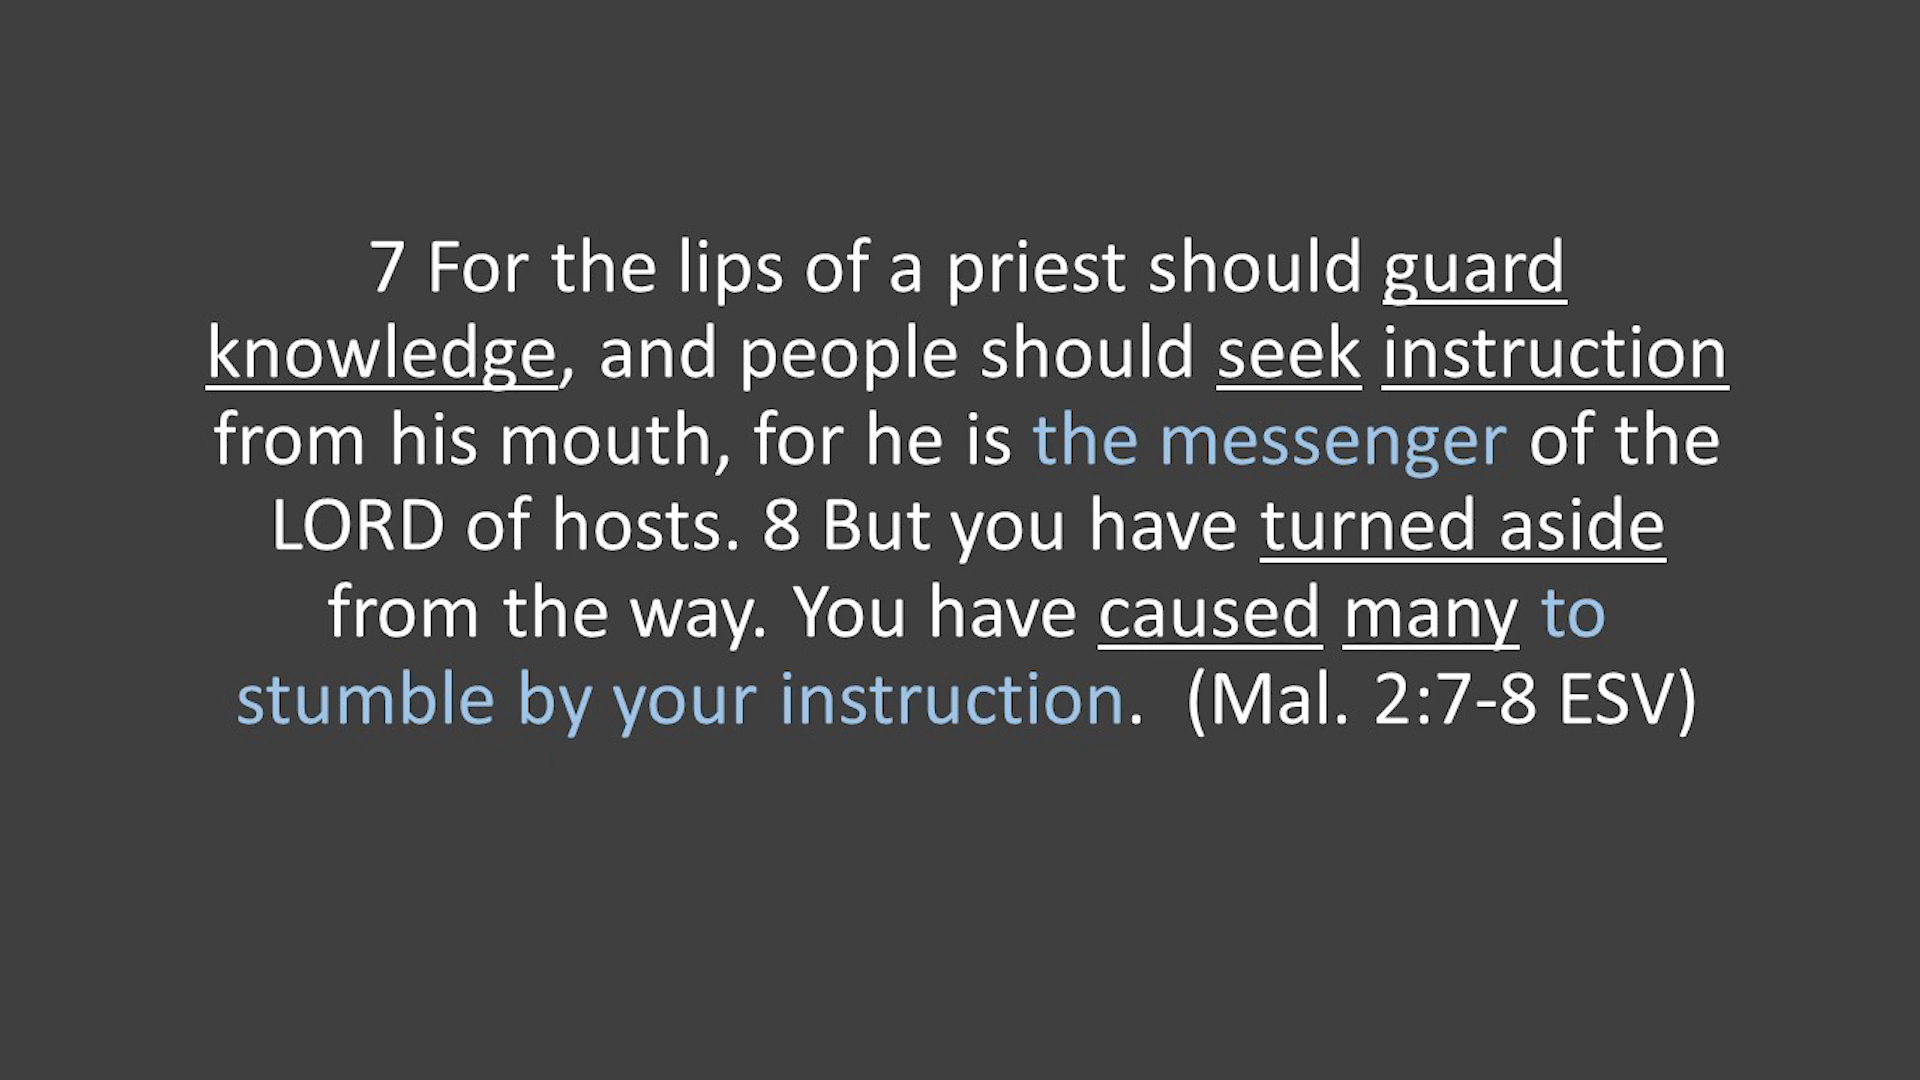 7 For the lips of a priest should guard
knowledge, and people should seek instruction
from his mouth, for he is the messenger of the
LORD of hosts. 8 But you have turned aside
from the way. You have caused many to
stumble by your instruction.  (Mal. 2:7-8 ESV)